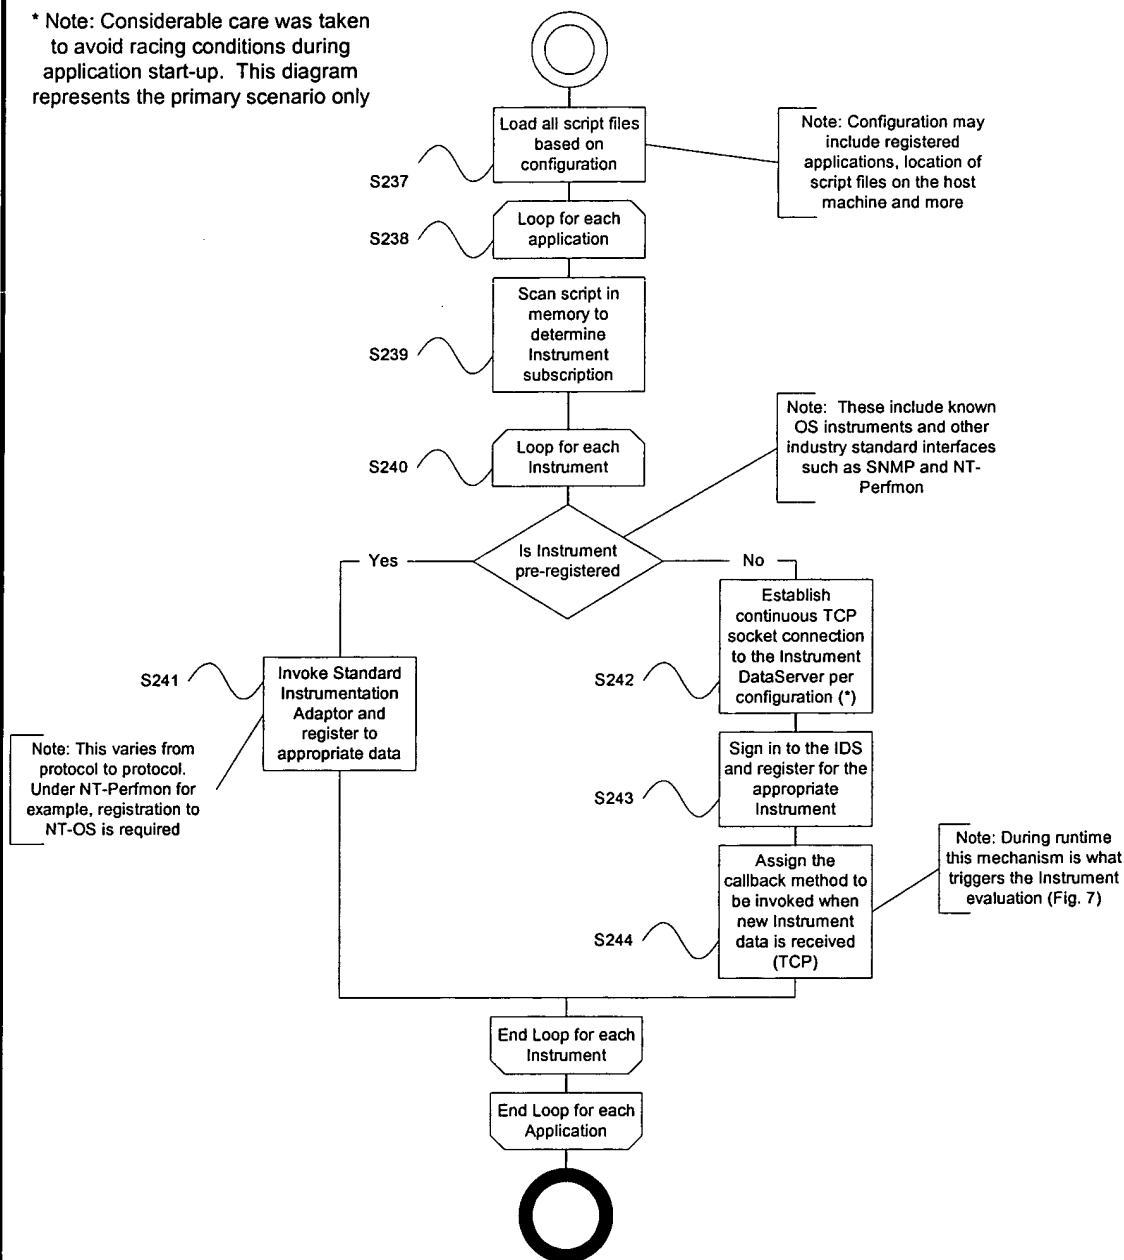 * Note: Considerable care was taken
to avoid racing conditions during
application start-up. This diagram
represents the primary scenario only
Load all script files
based on
configuration
S237
Note: Configuration may
include registered
applications, location of
script files on the host
machine and more
Loop for each
application
S238
Scan script in
memory to
determine
Instrument
subscription
S239
Loop for each
Instrument
S240
Note: These include known
OS instruments and other
industry standard interfaces
such as SNMP and NT-
Perfmon
Is Instrument
pre-registered
Yes
No
Invoke Standard
Instrumentation
Adaptor and
register to
appropriate data
S241
Note: This varies from
protocol to protocol.
Under NT-Perfmon for
example, registration to
NT-OS is required
Establish
continuous TCP
socket connection
to the Instrument
DataServer per
configuration (*)
S242
Sign in to the IDS
and register for the
appropriate
Instrument
S243
Assign the
callback method to
be invoked when
new Instrument
data is received
(TCP)
S244
Note: During runtime
this mechanism is what
triggers the Instrument
evaluation (Fig. 7)
End Loop for each
Instrument
End Loop for each
Application